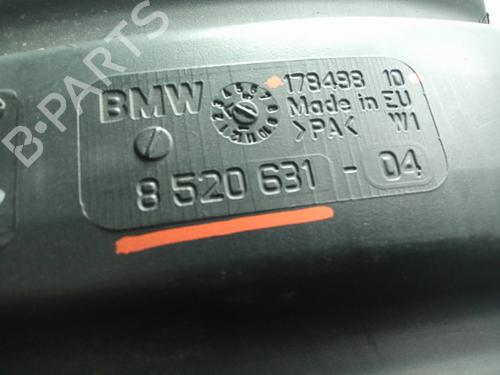 B-PARTS
BMW
178498 10
Made in EU
>PA< W1
8 520 631 - 04